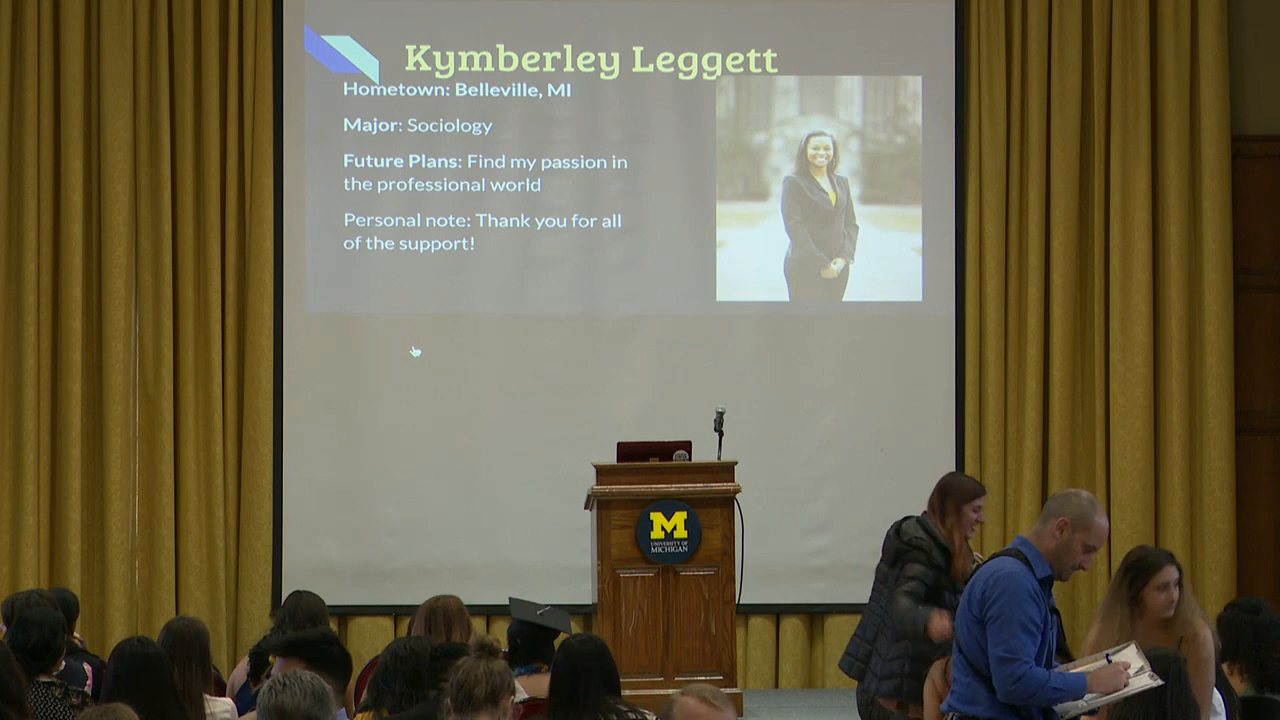 Kymberley Leggett
Hometown: Belleville, MI
Major: Sociology
Future Plans: Find my passion in
the professional world
Personal note: Thank you for all
of the support!
M
UNIVERSITY OF
MICHIGAN